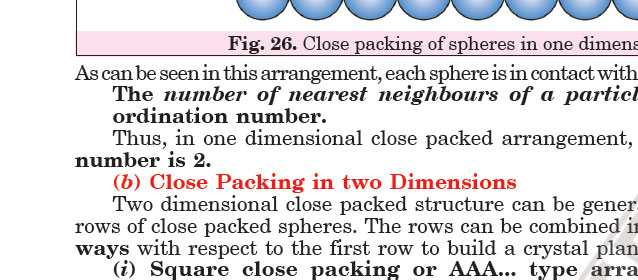 Fig. 26. Close packing of spheres in one dimens
As can be seen in this arrangement, each sphere is in contact with
The number of nearest neighbours of a particl
ordination number.
Thus, in one dimensional close packed arrangement,
number is 2.
(b) Close Packing in two Dimensions
Two dimensional close packed structure can be gener
rows of close packed spheres. The rows can be combined in
ways with respect to the first row to build a crystal plan
(i) Square close packing or AAA... type arr